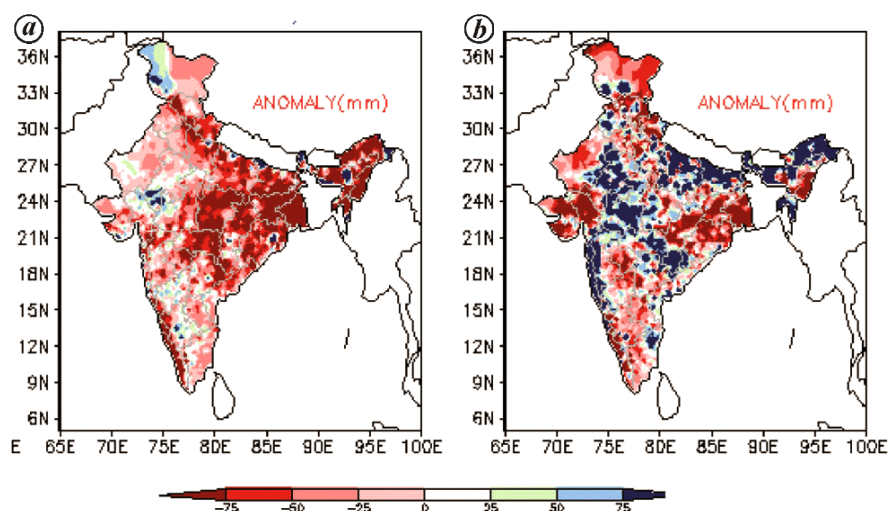 a b
36N 36N
33N 33N
ANOMALY(mm) ANOMALY(mm)
30N 30N
27N 27N
24N 24N
21N 21N
18N 18N
15N 15N
12N 12N
9N 9N
6N 6N
E 65E 70E 75E 80E 85E 90E 95E 100E 65E 70E 75E 80E 85E 90E 95E 100E
-75 -50 -25 0 25 50 75